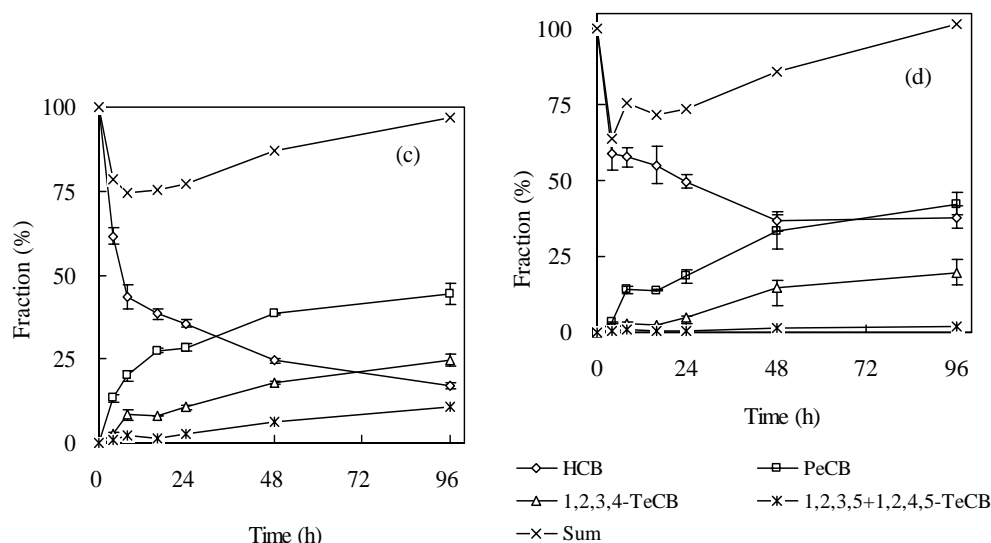 (c)
100
75
50
25
0
Fraction (%)
0 24 48 72 96
Time (h)
(d)
100
75
50
25
0
Fraction (%)
0 24 48 72 96
Time (h)
HCB PeCB
1,2,3,4-TeCB 1,2,3,5+1,2,4,5-TeCB
Sum